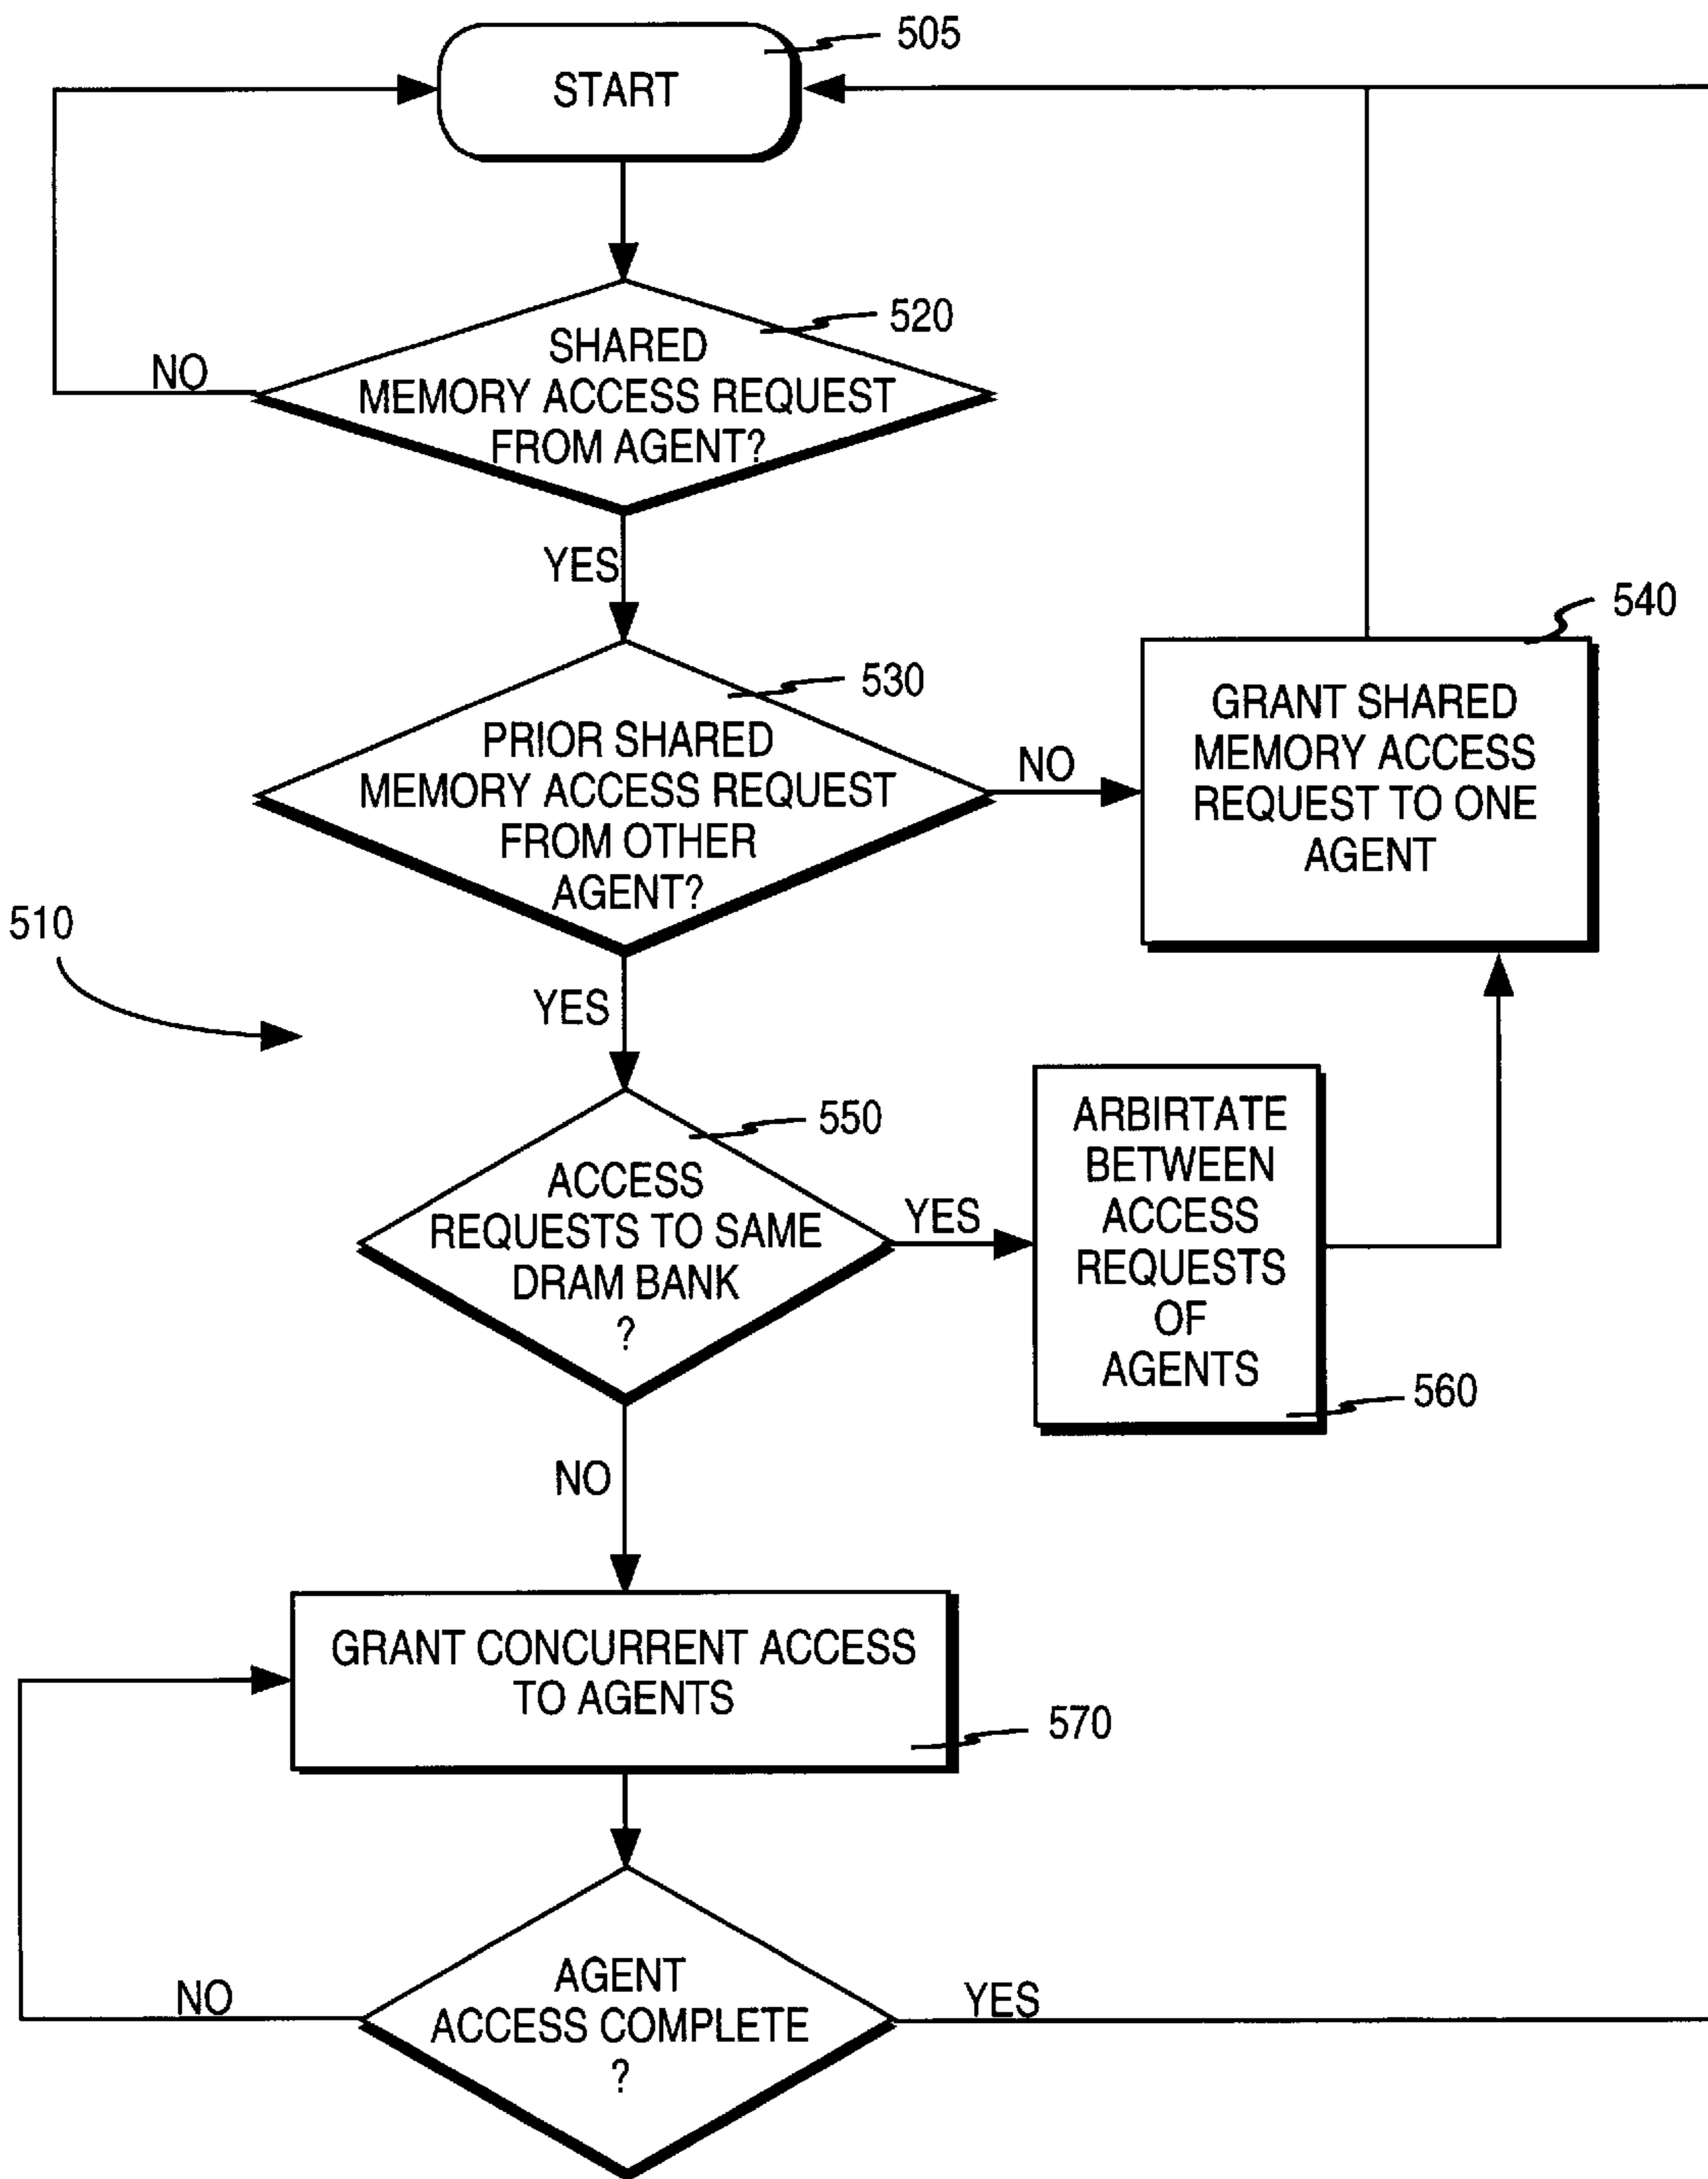 505
START
520
SHARED
MEMORY ACCESS REQUEST
FROM AGENT?
NO
YES
540
530
PRIOR SHARED
MEMORY ACCESS REQUEST
FROM OTHER
AGENT?
NO
GRANT SHARED
MEMORY ACCESS
REQUEST TO ONE
AGENT
510
YES
550
ACCESS
REQUESTS TO SAME
DRAM BANK
?
YES
ARBIRTATE
BETWEEN
ACCESS
REQUESTS
OF
AGENTS
560
NO
GRANT CONCURRENT ACCESS
TO AGENTS
570
AGENT
ACCESS COMPLETE
?
NO
YES